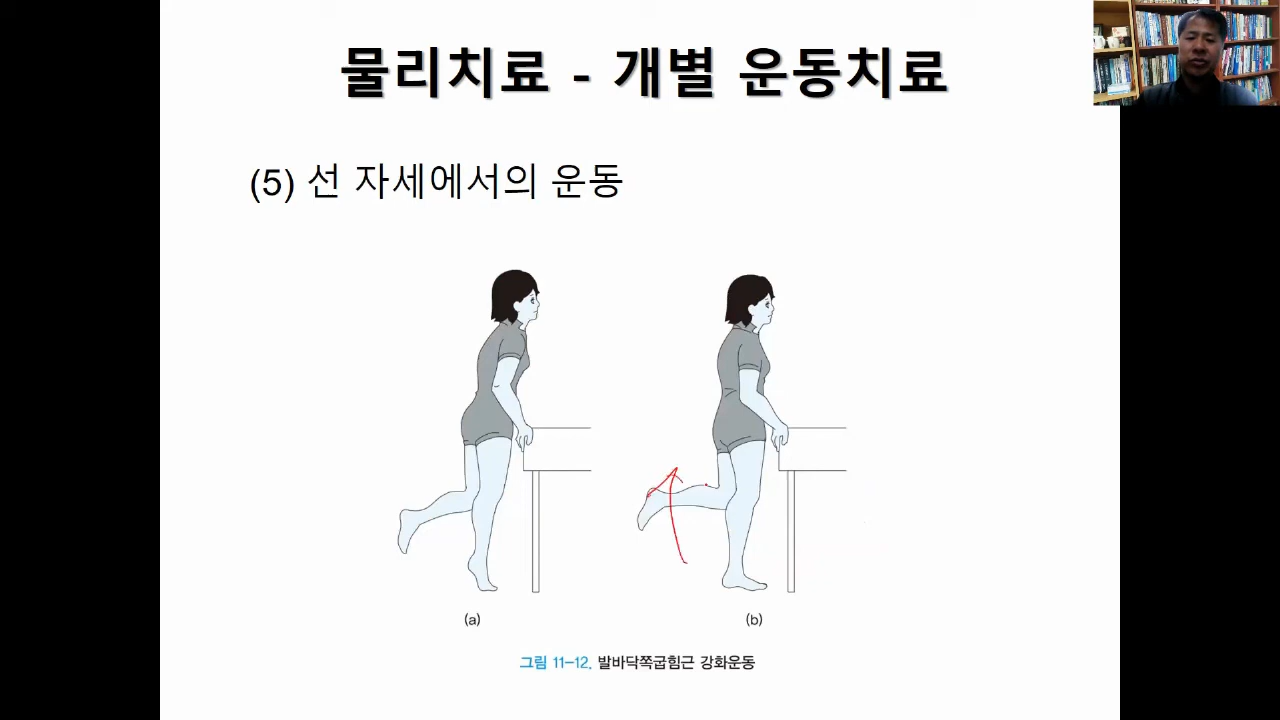 물리치료 - 개별 운동치료
(5) 선 자세에서의 운동
(a)
(b)
그림 11-12. 발바닥쪽굽힘근 강화운동